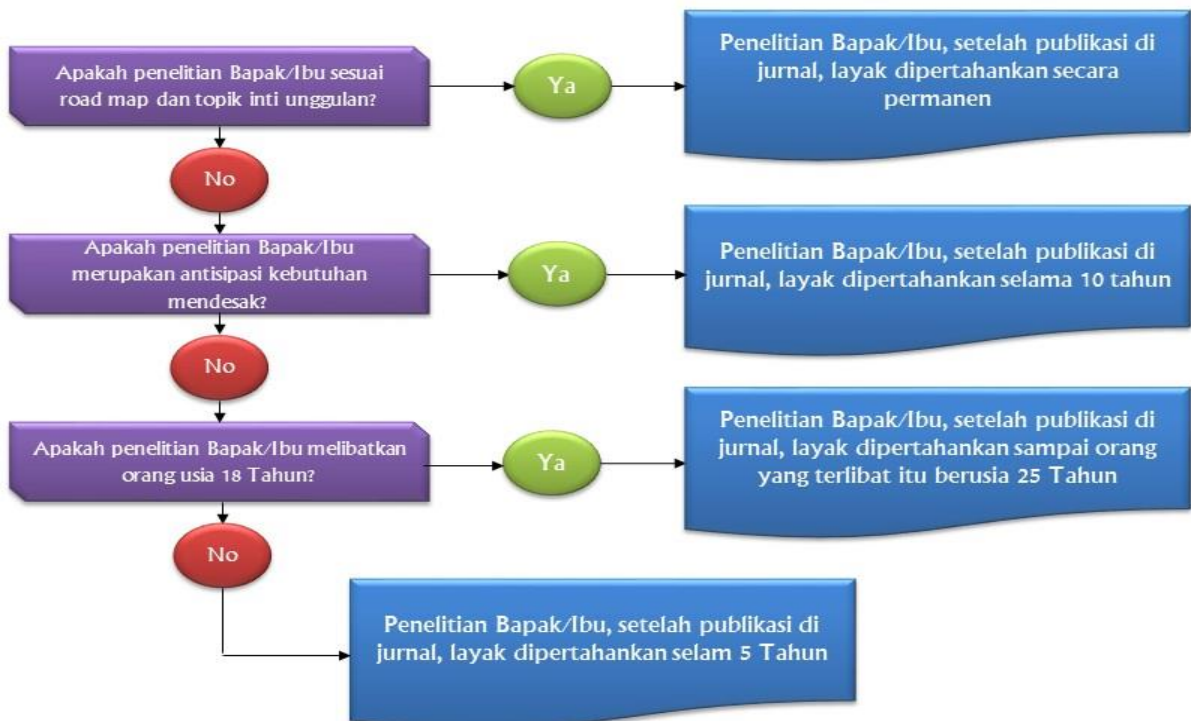 Apakah penelitian Bapak/Ibu sesuai
road map dan topik inti unggulan?
Ya
Penelitian Bapak/Ibu, setelah publikasi di
jurnal, layak dipertahankan secara
permanen
No
Apakah penelitian Bapak/Ibu
merupakan antisipasi kebutuhan
mendesak?
Ya
Penelitian Bapak/Ibu, setelah publikasi di
jurnal, layak dipertahankan selama 10 tahun
No
Apakah penelitian Bapak/Ibu melibatkan
orang usia 18 Tahun?
Ya
Penelitian Bapak/Ibu, setelah publikasi di
jurnal, layak dipertahankan sampai orang
yang terlibat itu berusia 25 Tahun
No
Penelitian Bapak/Ibu, setelah publikasi di
jurnal, layak dipertahankan selam 5 Tahun